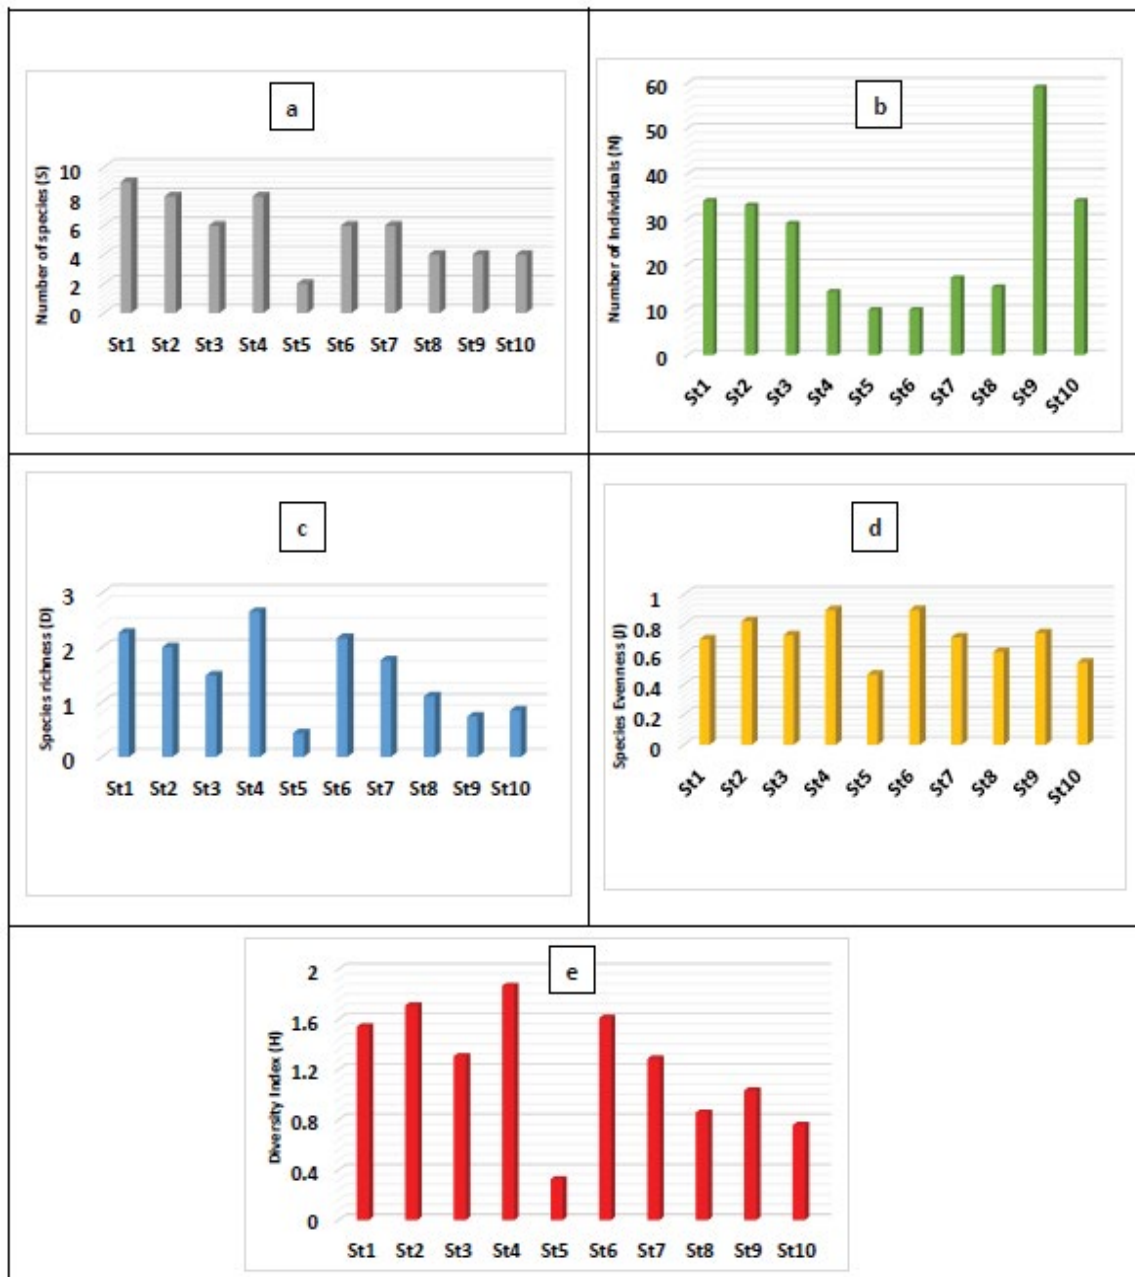 a
Number of species (S)
10
8
6
4
2
0
St1 St2 St3 St4 St5 St6 St7 St8 St9 St10
b
Number of Individuals (N)
60
50
40
30
20
10
0
St1 St2 St3 St4 St5 St6 St7 St8 St9 St10
c
Species richness (D)
3
2
1
0
St1 St2 St3 St4 St5 St6 St7 St8 St9 St10
d
Species Evenness (J)
1
0.8
0.6
0.4
0.2
0
St1 St2 St3 St4 St5 St6 St7 St8 St9 St10
e
Diversity Index (H)
2
1.6
1.2
0.8
0.4
0
St1 St2 St3 St4 St5 St6 St7 St8 St9 St10